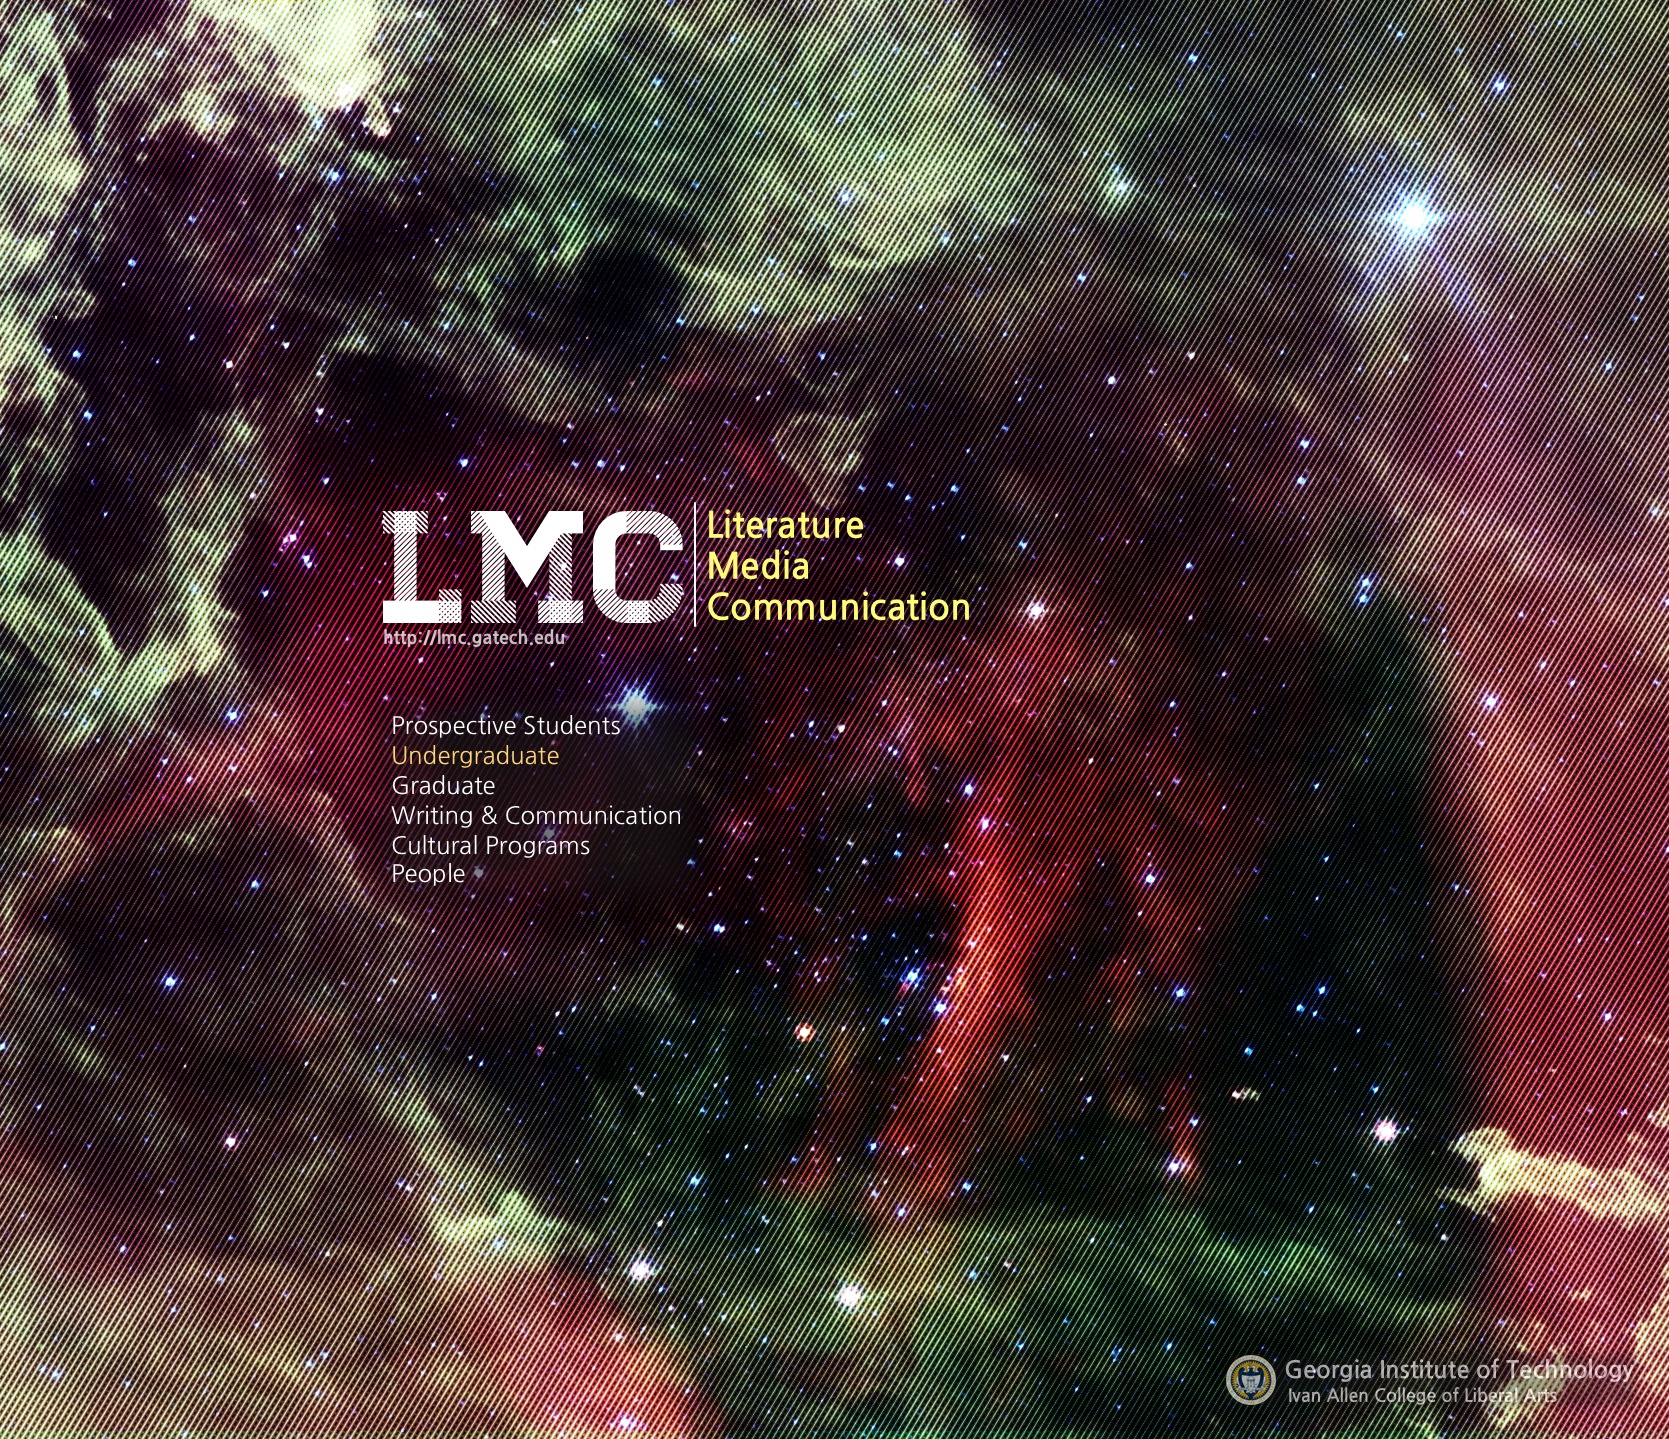 LMC
Literature
Media
Communication
http://lmc.gatech.edu
Prospective Students
Undergraduate
Graduate
Writing & Communication
Cultural Programs
People
Georgia Institute of Technology
Ivan Allen College of Liberal Arts